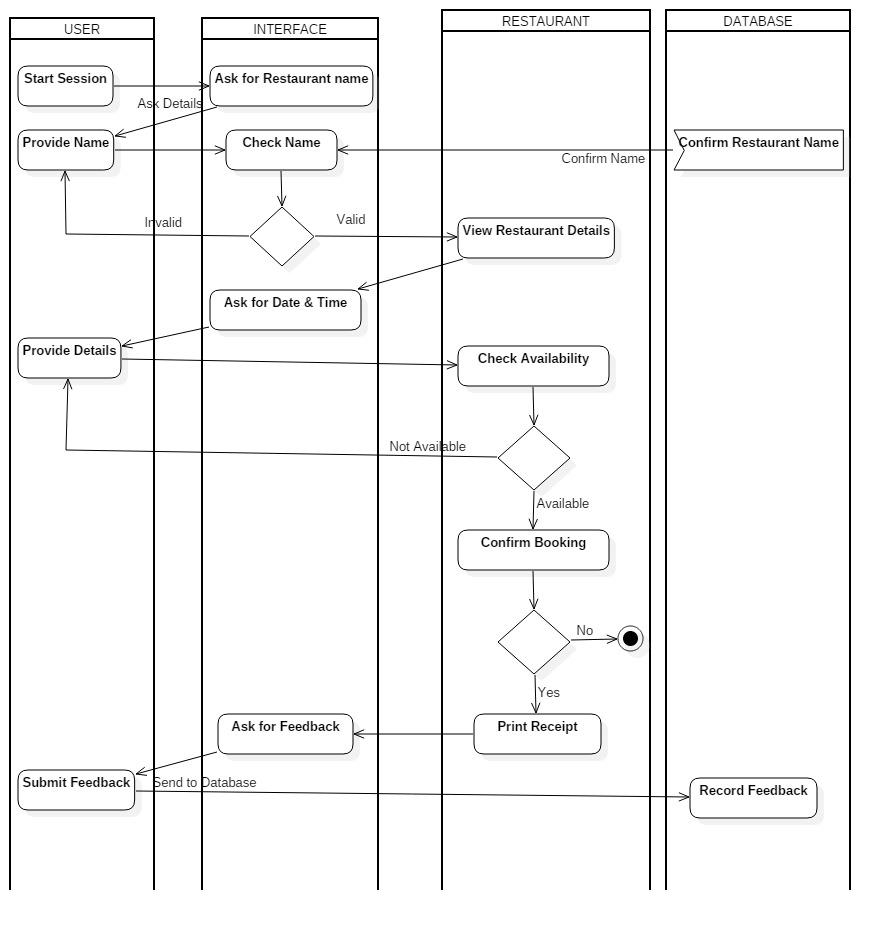 USER
INTERFACE
RESTAURANT
DATABASE
Start Session
Ask for Restaurant name
Ask Details
Provide Name
Check Name
Confirm Restaurant Name
Confirm Name
Invalid
Valid
View Restaurant Details
Ask for Date & Time
Provide Details
Check Availability
Not Available
Available
Confirm Booking
No
Yes
Ask for Feedback
Print Receipt
Submit Feedback
Send to Database
Record Feedback